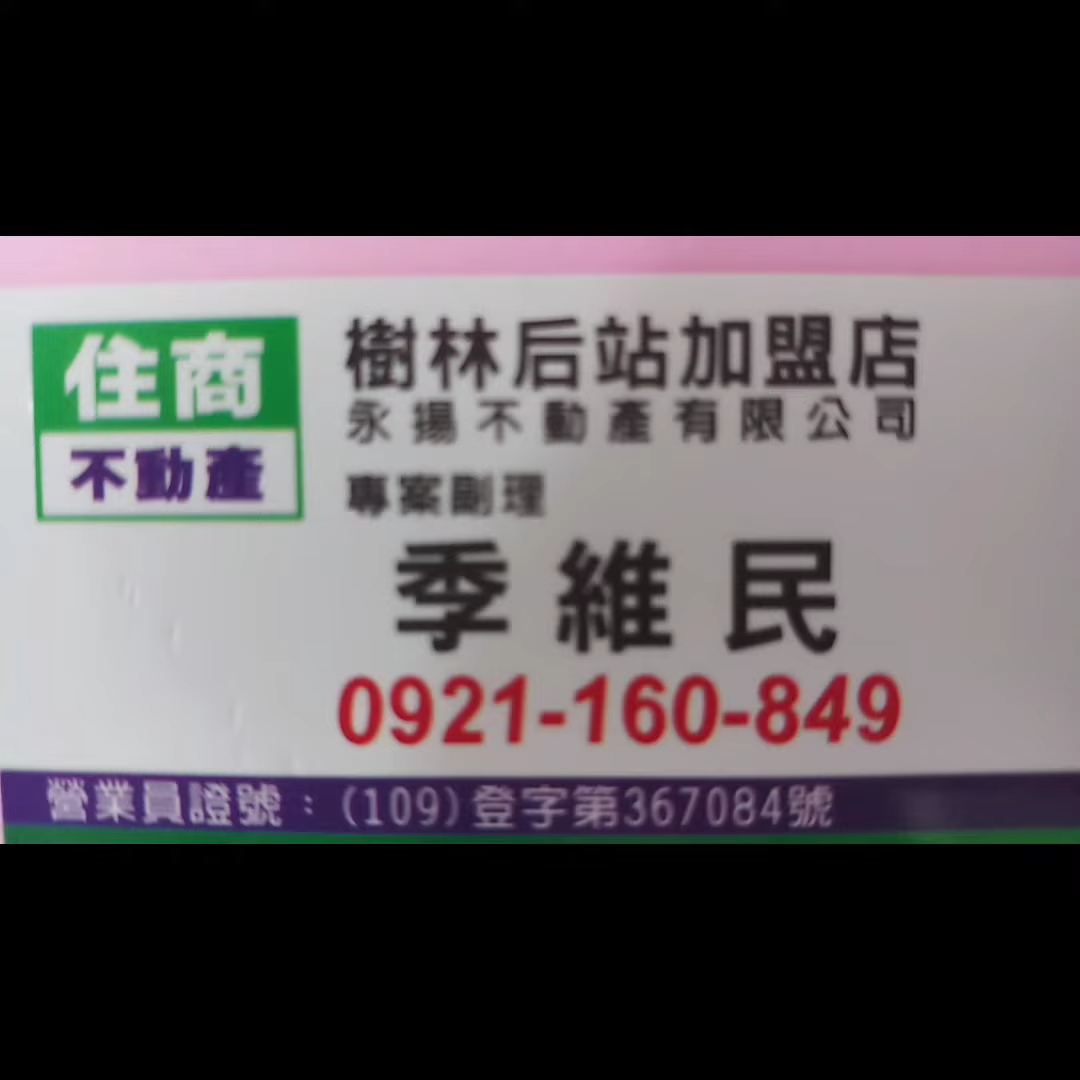 住商
不動產
樹林后站加盟店
永揚不動產有限公司
專案副理
季維民
0921-160-849
營業員證號：(109)登字第367084號